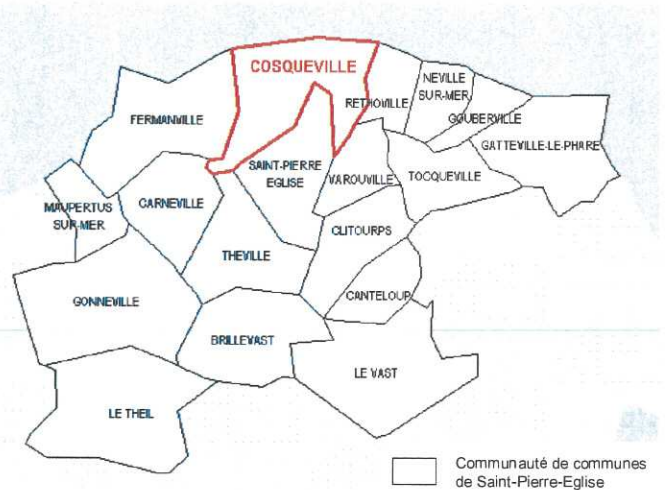 COSQUEVILLE
NEVILLE
SUR-MER
RETHOVILLE
FERMANVILLE
GOUBERVILLE
GATTEVILLE-LE-PHARE
SAINT-PIERRE
EGLISE
VAROUVILLE
TOCQUEVILLE
MAUPERTUS
SUR-MER
CARNEVILLE
CLITOURPS
THEVILLE
CANTELOUP
GONNEVILLE
BRILLEVAST
LE VAST
LE THEIL
Communauté de communes
de Saint-Pierre-Eglise